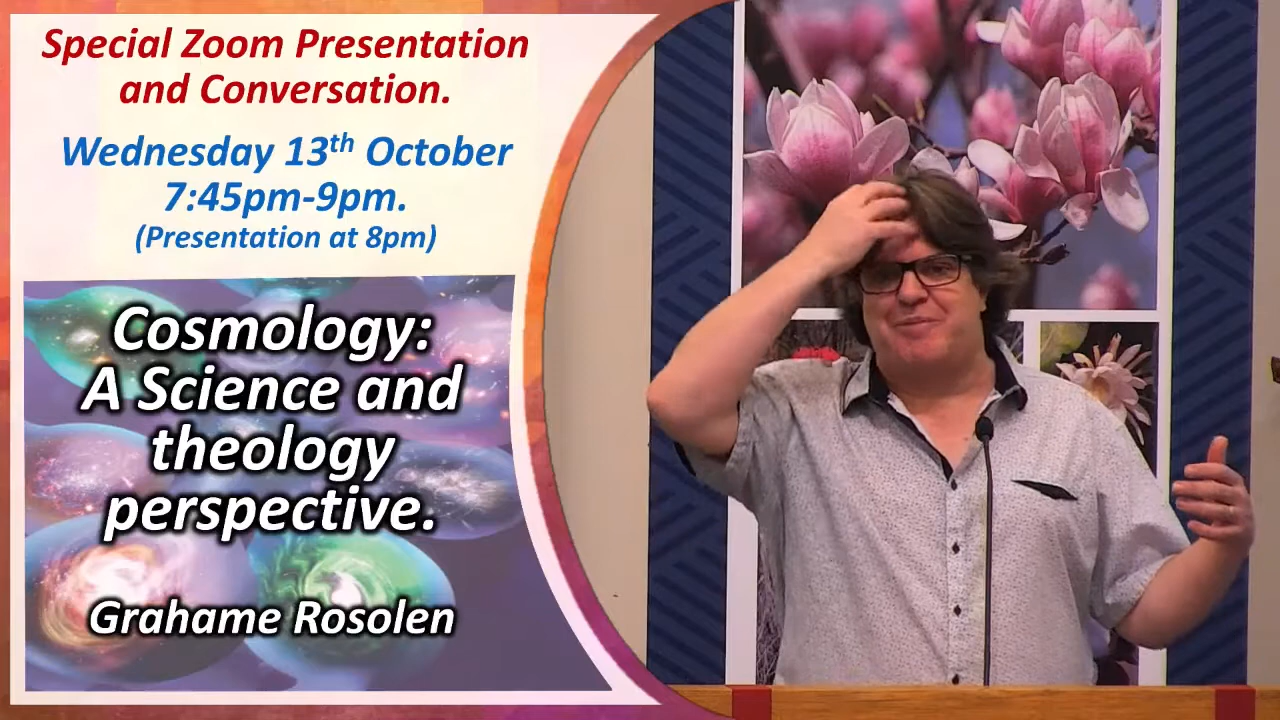 Special Zoom Presentation
and Conversation.
Wednesday 13th October
7:45pm-9pm.
(Presentation at 8pm)
Cosmology:
A Science and
theology
perspective.
Grahame Rosolen